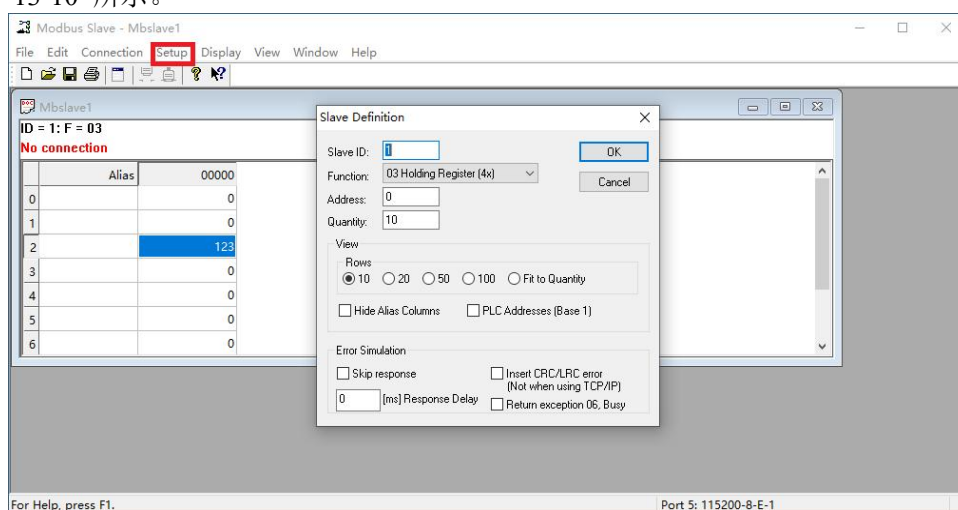 15-10 )所示。
Modbus Slave - Mbslave1
File Edit Connection Setup Display View Window Help
Mbslave1
ID = 1: F = 03
No connection
Alias 00000
0 0
1 0
2 123
3 0
4 0
5 0
6 0
Slave Definition
Slave ID: 1
OK
Function: 03 Holding Register (4x)
Cancel
Address: 0
Quantity: 10
View
Rows
10 20 50 100 Fit to Quantity
Hide Alias Columns PLC Addresses (Base 1)
Error Simulation
Skip response
Insert CRC/LRC error
(Not when using TCP/IP)
0 [ms] Response Delay
Return exception 06, Busy
For Help, press F1.
Port 5: 115200-8-E-1